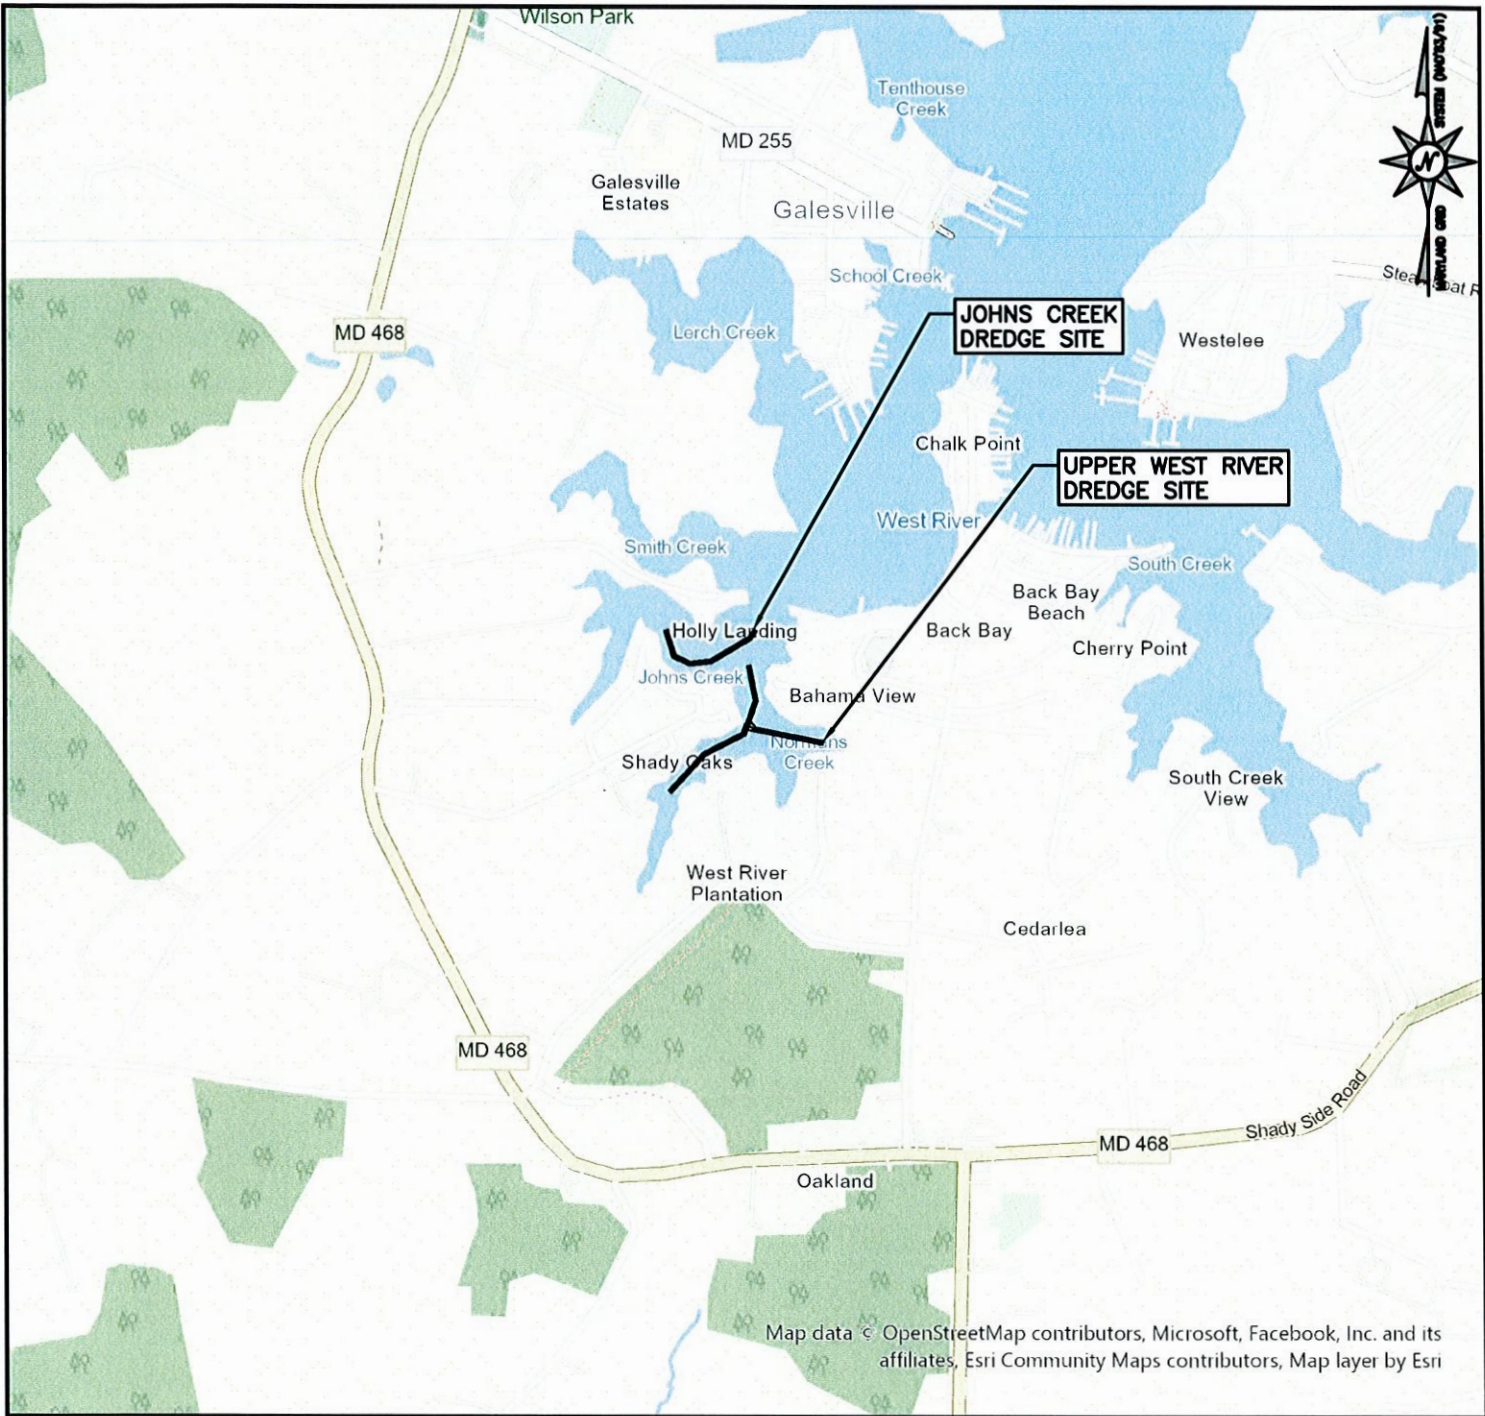 Wilson Park
Tenthouse
Creek
MD 255
Galesville
Estates
Galesville
School Creek
N
MARYLAND GRID
MD 468
Lerch Creek
JOHNS CREEK
DREDGE SITE
Westelee
Chalk Point
UPPER WEST RIVER
DREDGE SITE
West River
Smith Creek
South Creek
Back Bay
Beach
Holly Landing
Back Bay
Cherry Point
Johns Creek
Bahama View
Normans
Creek
Shady Oaks
South Creek
View
West River
Plantation
Cedarlea
MD 468
Shady Side Road
MD 468
Oakland
Map data © OpenStreetMap contributors, Microsoft, Facebook, Inc. and its
affiliates, Esri Community Maps contributors, Map layer by Esri